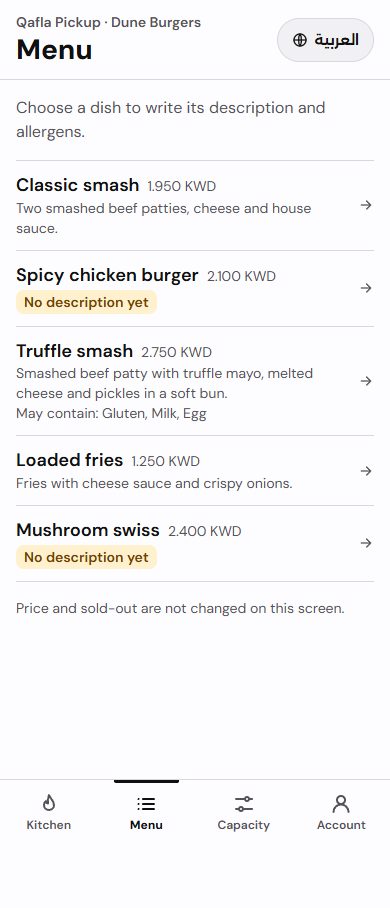 Qafla Pickup · Dune Burgers
Menu
العربية
Choose a dish to write its description and
allergens.
Classic smash 1.950 KWD
Two smashed beef patties, cheese and house
sauce.
Spicy chicken burger 2.100 KWD
No description yet
Truffle smash 2.750 KWD
Smashed beef patty with truffle mayo, melted
cheese and pickles in a soft bun.
May contain: Gluten, Milk, Egg
Loaded fries 1.250 KWD
Fries with cheese sauce and crispy onions.
Mushroom swiss 2.400 KWD
No description yet
Price and sold-out are not changed on this screen.
Kitchen Menu Capacity Account